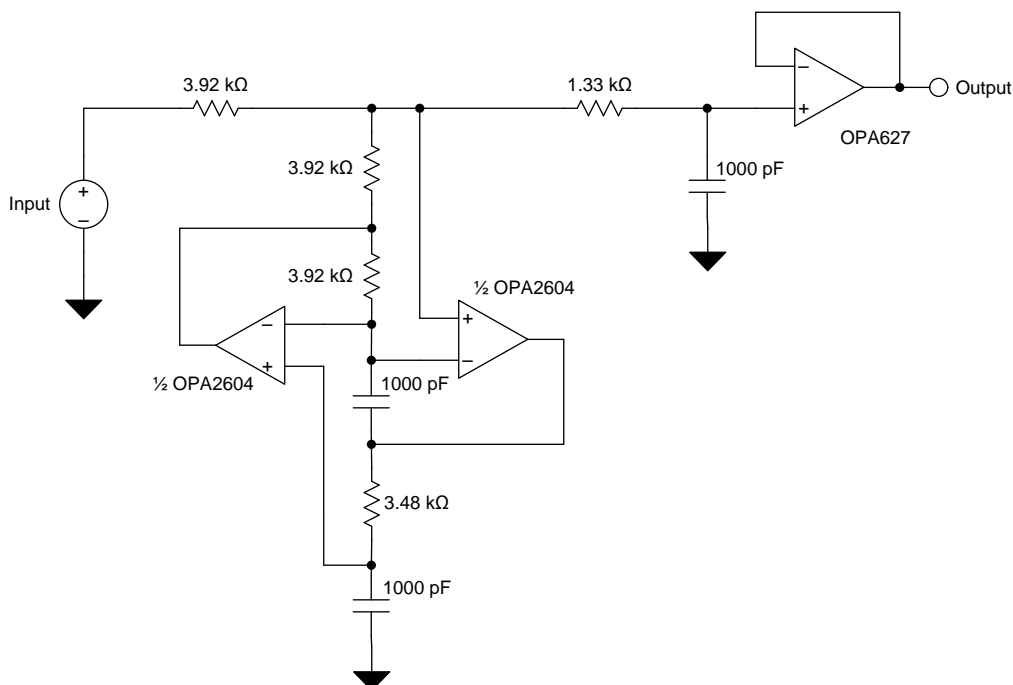 3.92 kΩ
1.33 kΩ
−
+
Output
OPA627
3.92 kΩ
1000 pF
Input
+
−
3.92 kΩ
½ OPA2604
−
+
+
−
½ OPA2604
1000 pF
3.48 kΩ
1000 pF